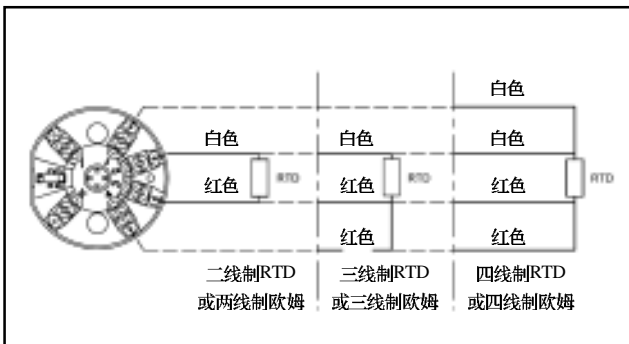 白色
白色
白色
白色
RTD
RTD
RTD
红色
红色
红色
红色
红色
二线制RTD
或两线制欧姆
三线制RTD
或三线制欧姆
四线制RTD
或四线制欧姆